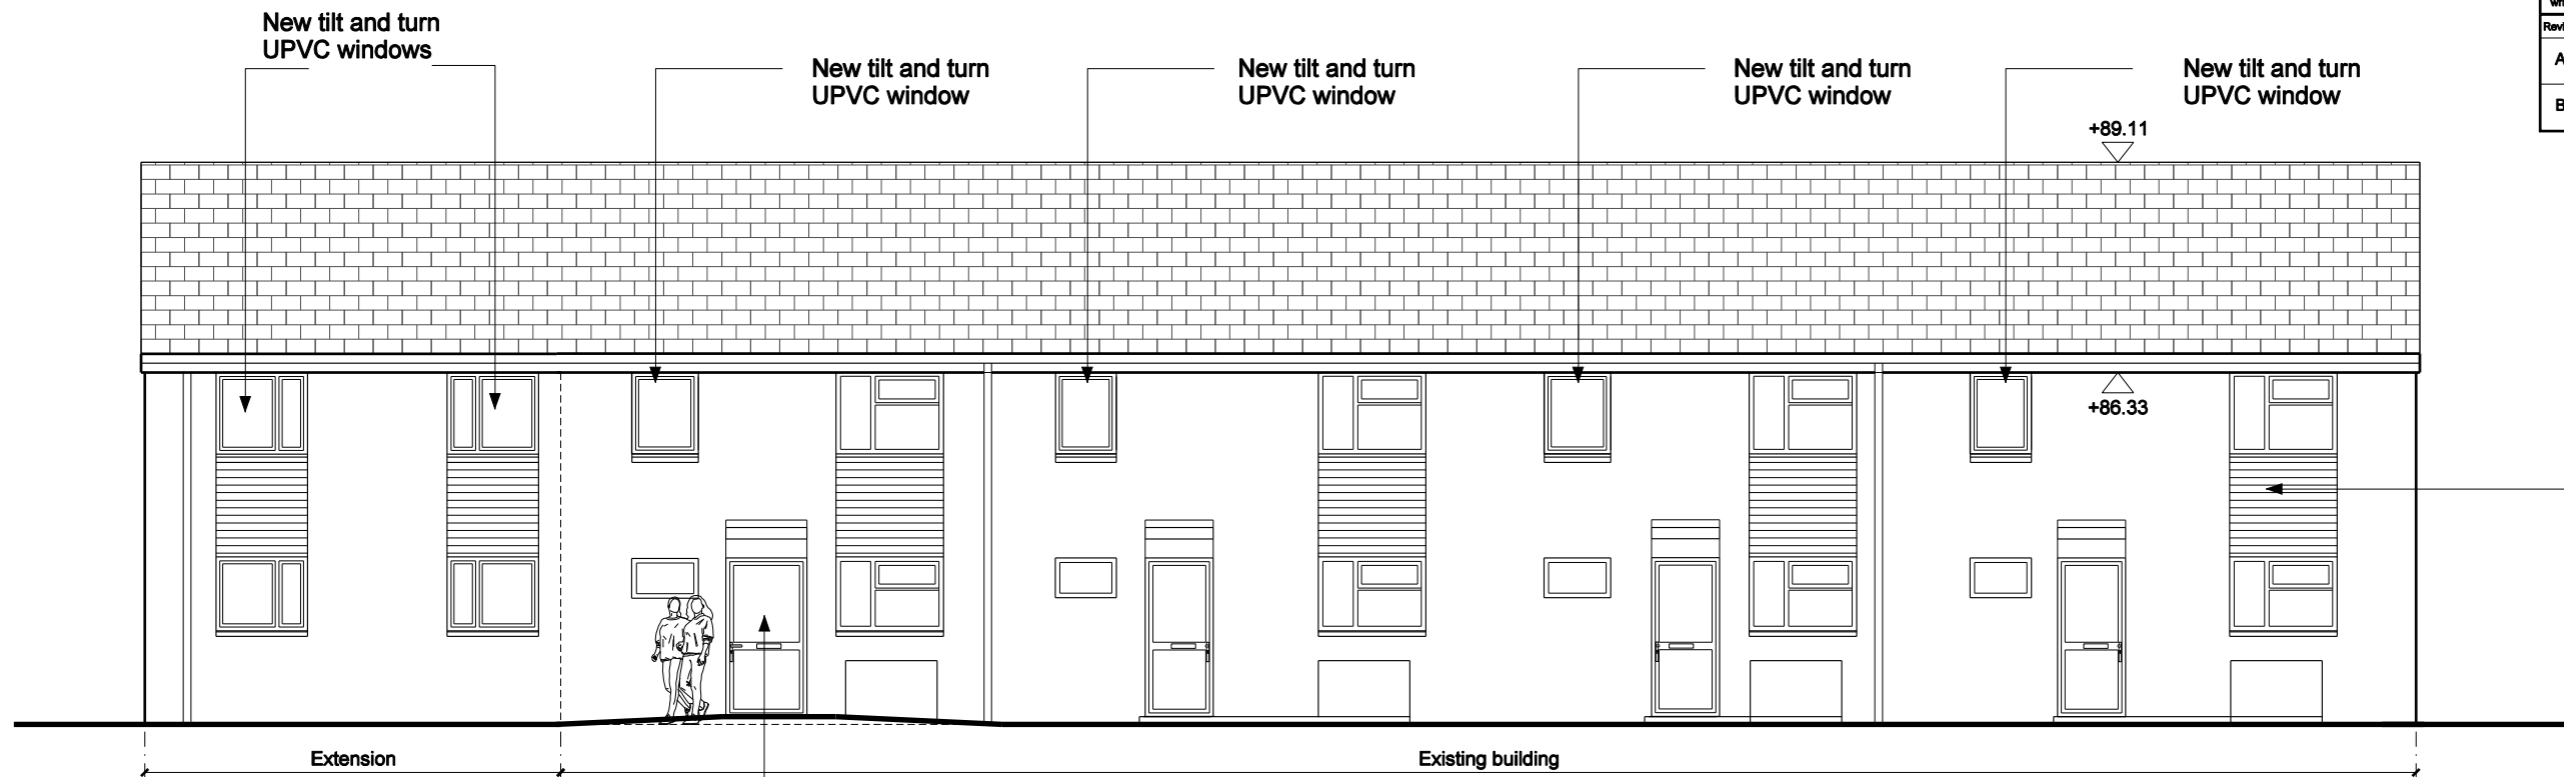 New tilt and turn
UPVC windows
New tilt and turn
UPVC window
New tilt and turn
UPVC window
New tilt and turn
UPVC window
New tilt and turn
UPVC window
A
B
+89.11
+86.33
Extension
Existing building